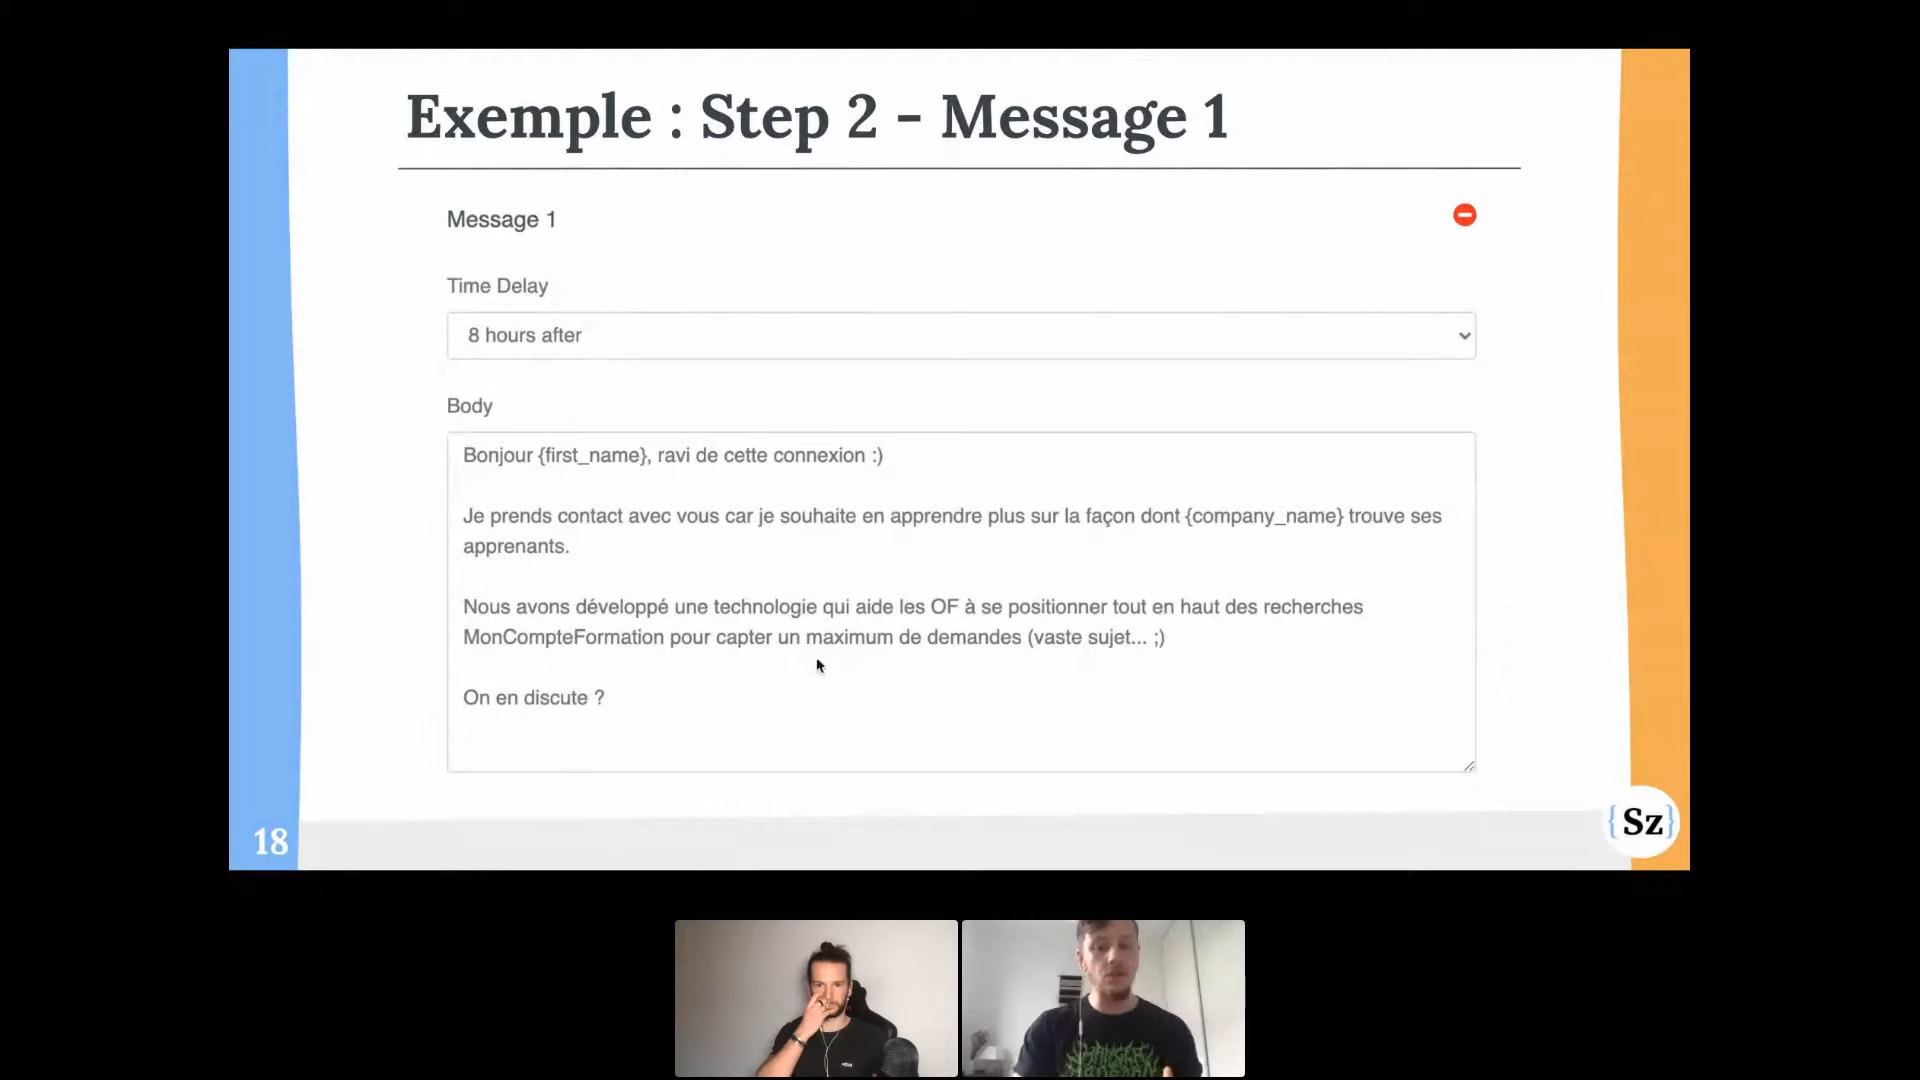 Exemple : Step 2 - Message 1
Message 1
Time Delay
8 hours after
Body
Bonjour {first_name}, ravi de cette connexion :)
Je prends contact avec vous car je souhaite en apprendre plus sur la façon dont {company_name} trouve ses
apprenants.
Nous avons développé une technologie qui aide les OF à se positionner tout en haut des recherches
MonCompteFormation pour capter un maximum de demandes (vaste sujet... ;)
On en discute ?
18
{Sz}